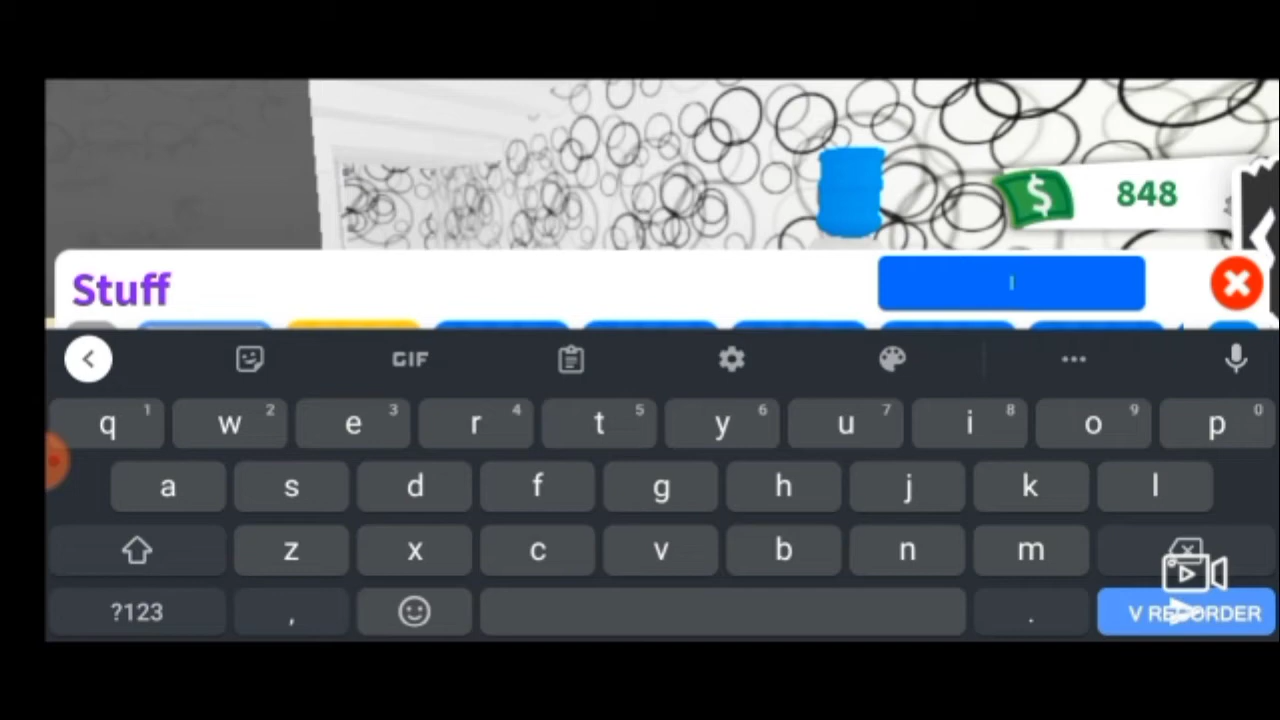 $ 848
Stuff
GIF
q 1 w 2 e 3 r 4 t 5 y 6 u 7 i 8 o 9 p 0
a s d f g h j k l
z x c v b n m
?123 , . V RECORDER